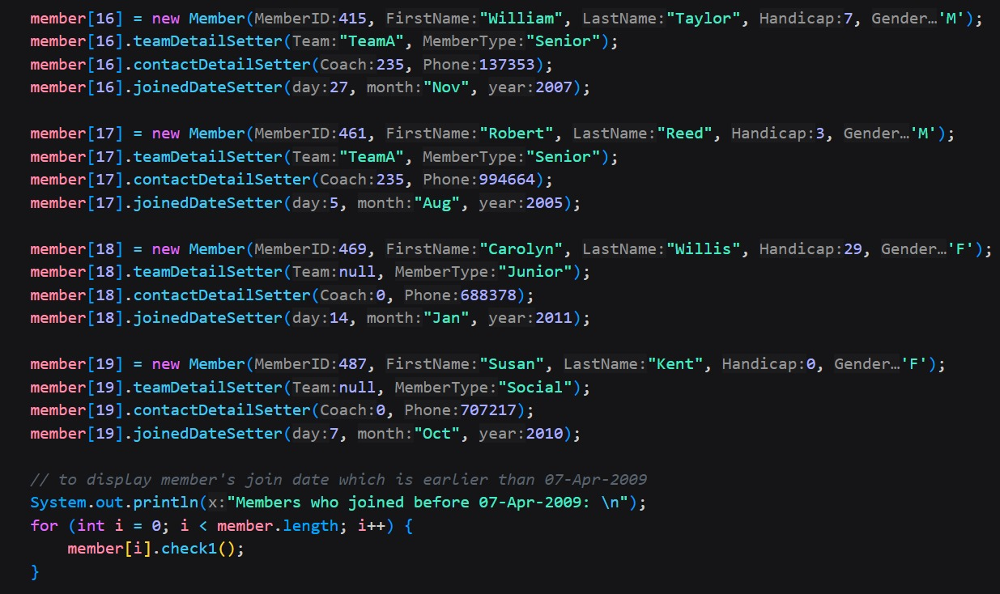 member[16] = new Member(MemberID:415, FirstName:"William", LastName:"Taylor", Handicap:7, Gender…'M');
member[16].teamDetailSetter(Team:"TeamA", MemberType:"Senior");
member[16].contactDetailSetter(Coach:235, Phone:137353);
member[16].joinedDateSetter(day:27, month:"Nov", year:2007);
member[17] = new Member(MemberID:461, FirstName:"Robert", LastName:"Reed", Handicap:3, Gender…'M');
member[17].teamDetailSetter(Team:"TeamA", MemberType:"Senior");
member[17].contactDetailSetter(Coach:235, Phone:994664);
member[17].joinedDateSetter(day:5, month:"Aug", year:2005);
member[18] = new Member(MemberID:469, FirstName:"Carolyn", LastName:"Willis", Handicap:29, Gender…'F');
member[18].teamDetailSetter(Team:null, MemberType:"Junior");
member[18].contactDetailSetter(Coach:0, Phone:688378);
member[18].joinedDateSetter(day:14, month:"Jan", year:2011);
member[19] = new Member(MemberID:487, FirstName:"Susan", LastName:"Kent", Handicap:0, Gender…'F');
member[19].teamDetailSetter(Team:null, MemberType:"Social");
member[19].contactDetailSetter(Coach:0, Phone:707217);
member[19].joinedDateSetter(day:7, month:"Oct", year:2010);
// to display member's join date which is earlier than 07-Apr-2009
System.out.println(x:"Members who joined before 07-Apr-2009: \n");
for (int i = 0; i < member.length; i++) {
member[i].check1();
}